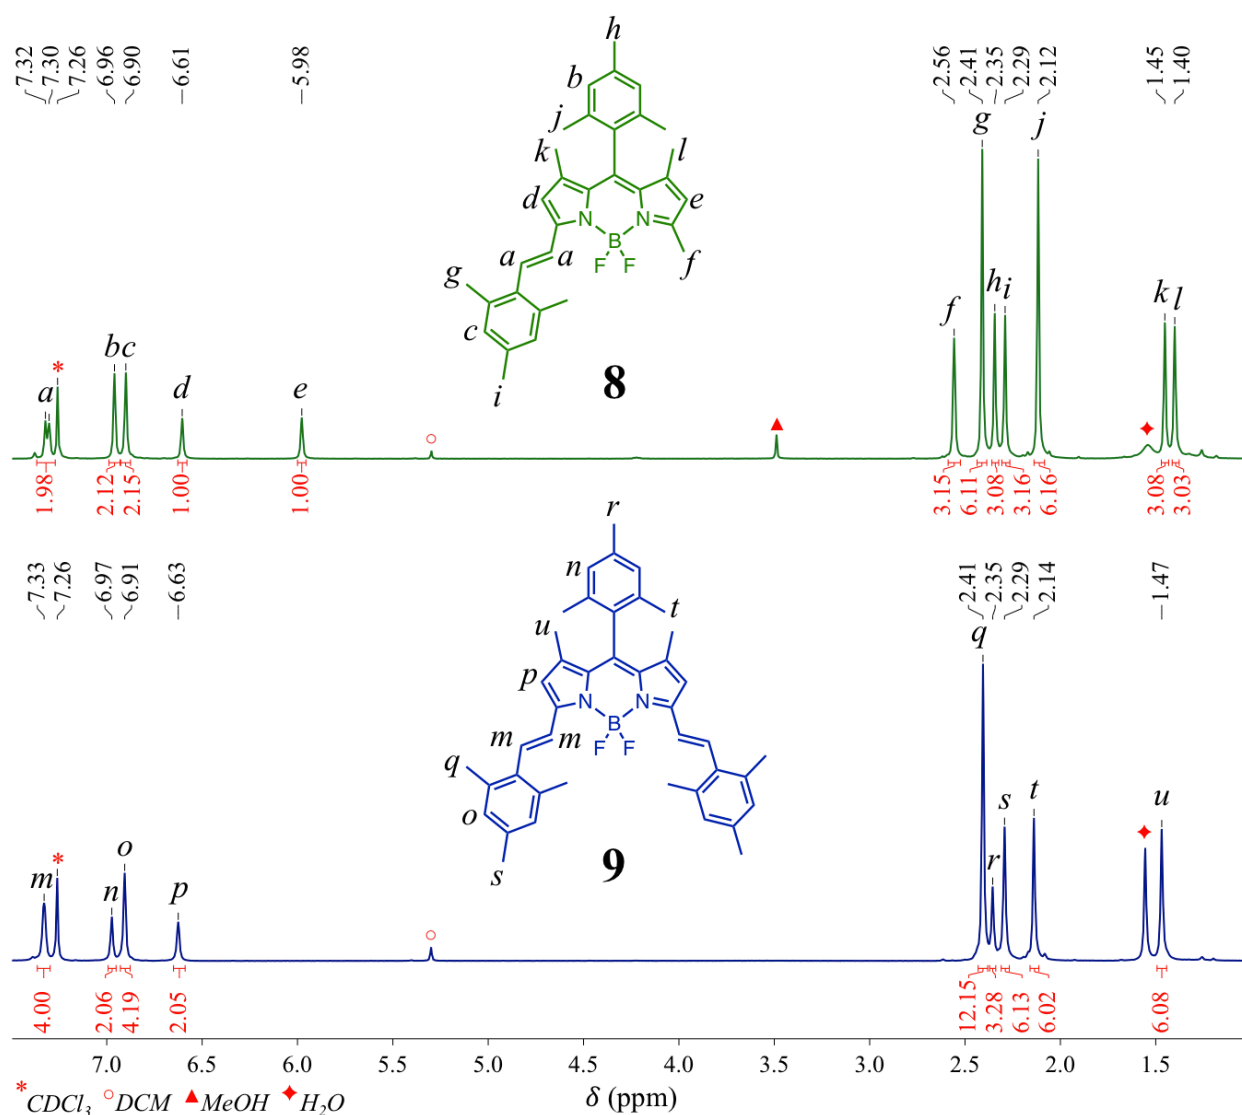 7.32 7.30 7.26 6.96 6.90 6.61 5.98 2.56 2.41 2.35 2.29 2.12 1.45 1.40
h
b
j
k l
d e
N N
B
F F
a a f
g
c
i
8
a * b c d e f g h i j k l
1.98 2.12 2.15 1.00 1.00 3.15 6.11 3.08 3.16 6.16 3.08 3.03
7.33 7.26 6.97 6.91 6.63 2.41 2.35 2.29 2.14 1.47
r
n
t
u
p
N N
B
F F
m m
q
o
s
9
m * n o p q r s t u
4.00 2.06 4.19 2.05 12.15 3.28 6.13 6.02 6.08
7.0 6.5 6.0 5.5 5.0 4.5 4.0 3.5 3.0 2.5 2.0 1.5
* CDCl₃ ○ DCM ▲ MeOH ✦ H₂O
δ (ppm)